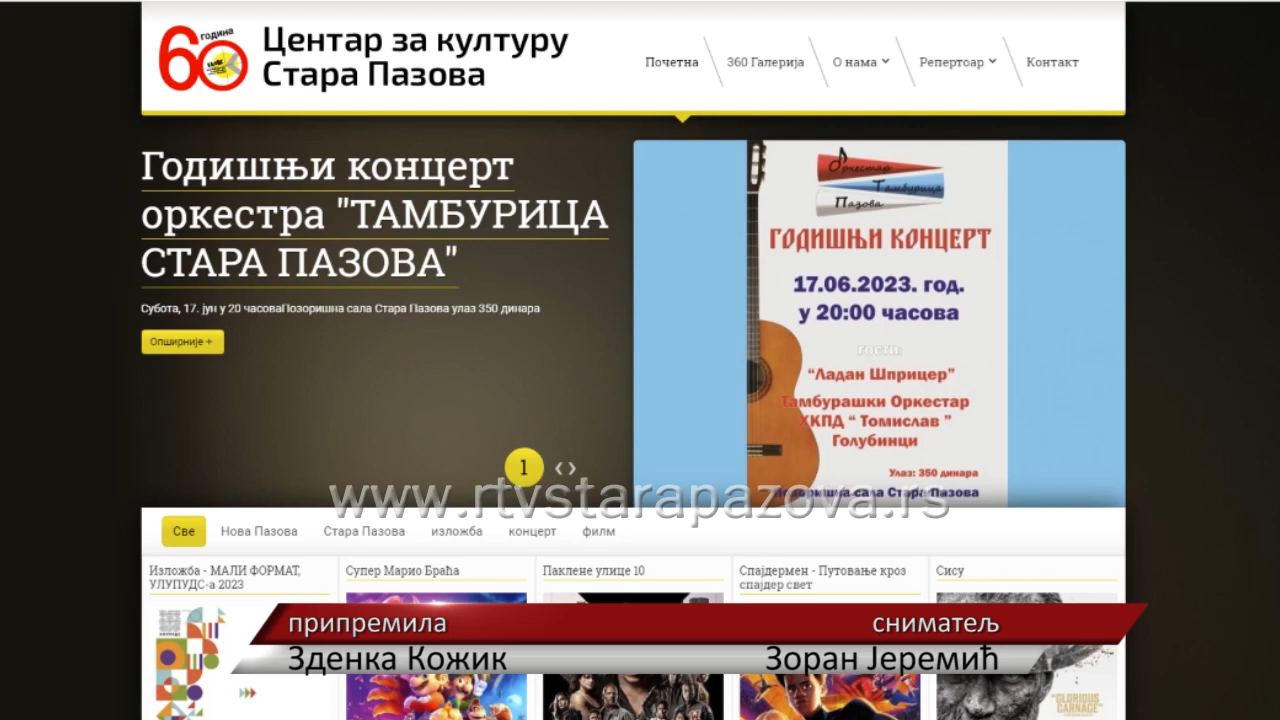 60 година
Центар за културу
Стара Пазова
Почетна
360 Галерија
О нама
Репертоар
Контакт
Годишњи концерт
оркестра "ТАМБУРИЦА
СТАРА ПАЗОВА"
Субота, 17. јун у 20 часоваПозоришна сала Стара Пазова улаз 350 динара
Опширније +
1
Оркестар
Тамбурица
Пазова
ГОДИШЊИ КОНЦЕРТ
17.06.2023. год.
у 20:00 часова
ГОСТИ:
“Ладан Шприцер”
Тамбурашки Оркестар
ХКПД “ Томислав ”
Голубинци
Улаз: 350 динара
Позоришна сала Стара Пазова
www.rtvstarapazova.rs
Све
Нова Пазова
Стара Пазова
изложба
концерт
филм
Изложба - МАЛИ ФОРМАТ,
УЛУПУДС-а 2023
Супер Марио Браћа
Паклене улице 10
Спајдермен - Путовање кроз
спајдер свет
Сису
припремила
сниматељ
Зденка Кожик
Зоран Јеремић
"GLORIOUS
CARNAGE"